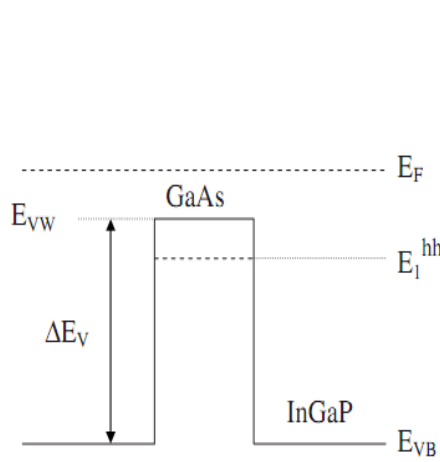 E_F
GaAs
E_VW
E_1^hh
ΔE_V
InGaP
E_VB